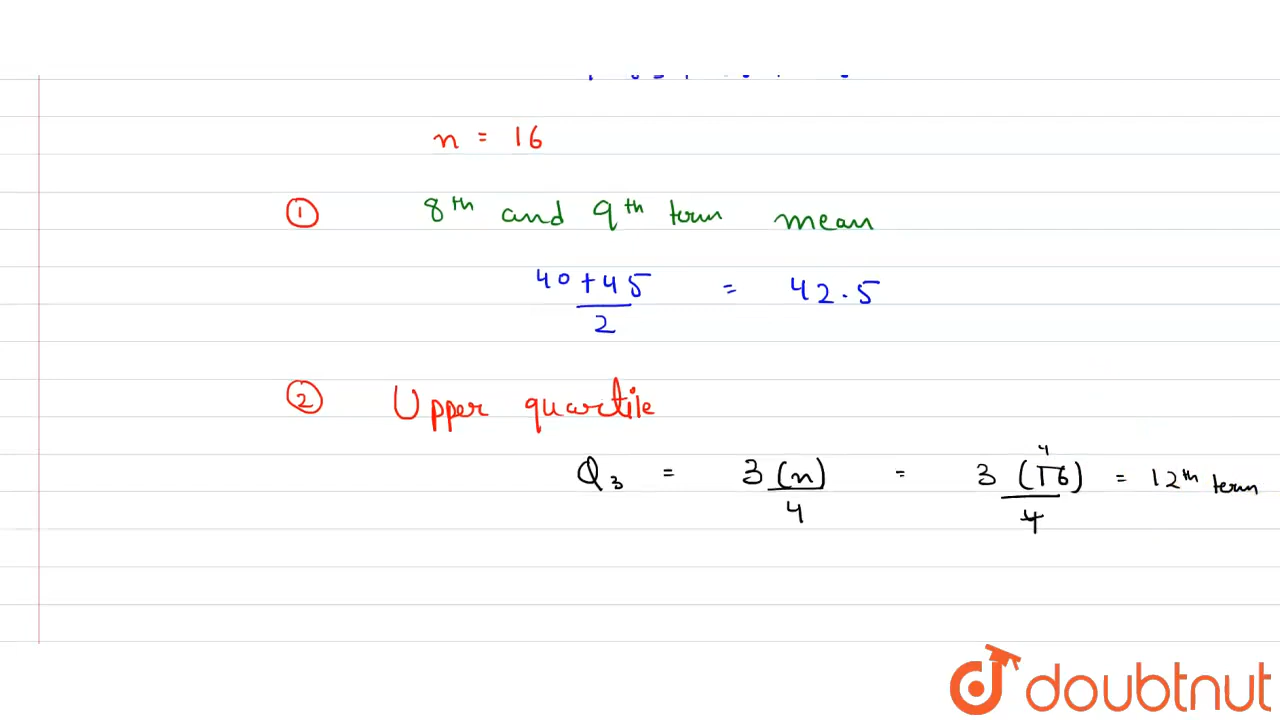 n = 16
① 8th and 9th term mean
40+45/2 = 42.5
② Upper quartile
Q3 = 3(n)/4 = 3(16)/4 4 = 12th term
doubtnut